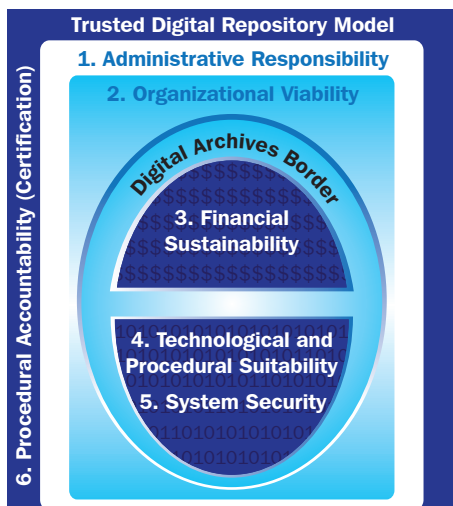 Trusted Digital Repository Model
1. Administrative Responsibility
2. Organizational Viability
Digital Archives Border
$$$$$$$$$$$
3. Financial
Sustainability
4. Technological and
Procedural Suitability
5. System Security
6. Procedural Accountability (Certification)